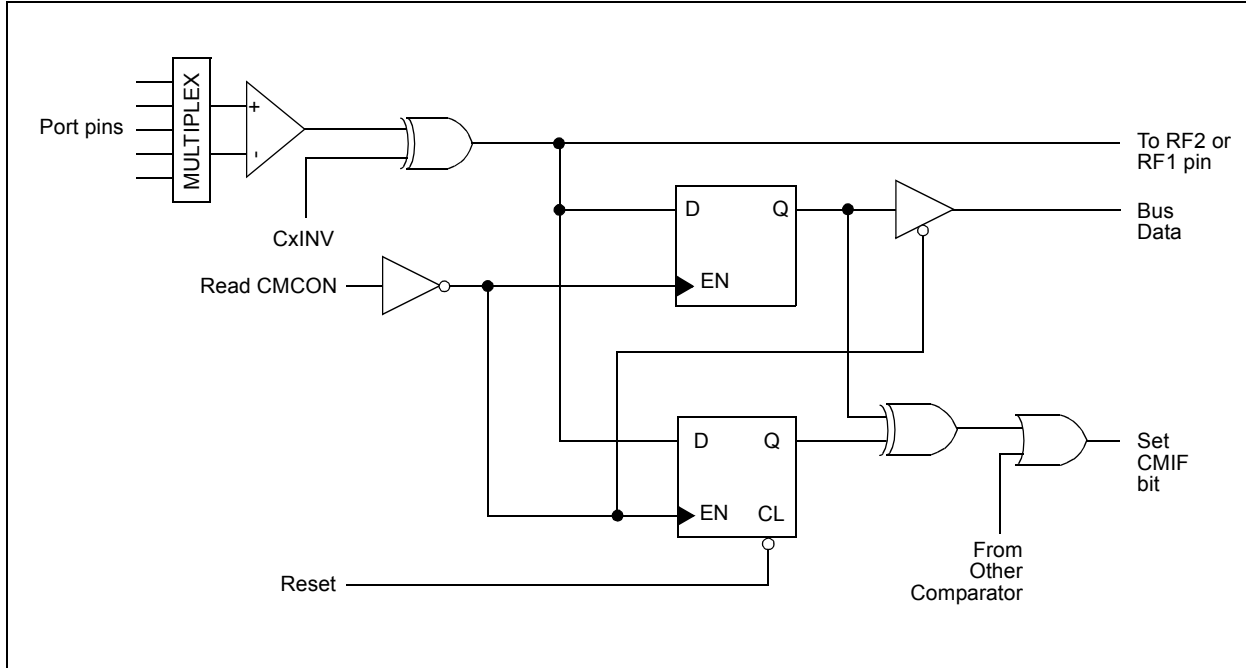 MULTIPLEX
Port pins
+
-
CxINV
To RF2 or
RF1 pin
D
Q
EN
Bus
Data
Read CMCON
D
Q
EN
CL
Set
CMIF
bit
From
Other
Comparator
Reset